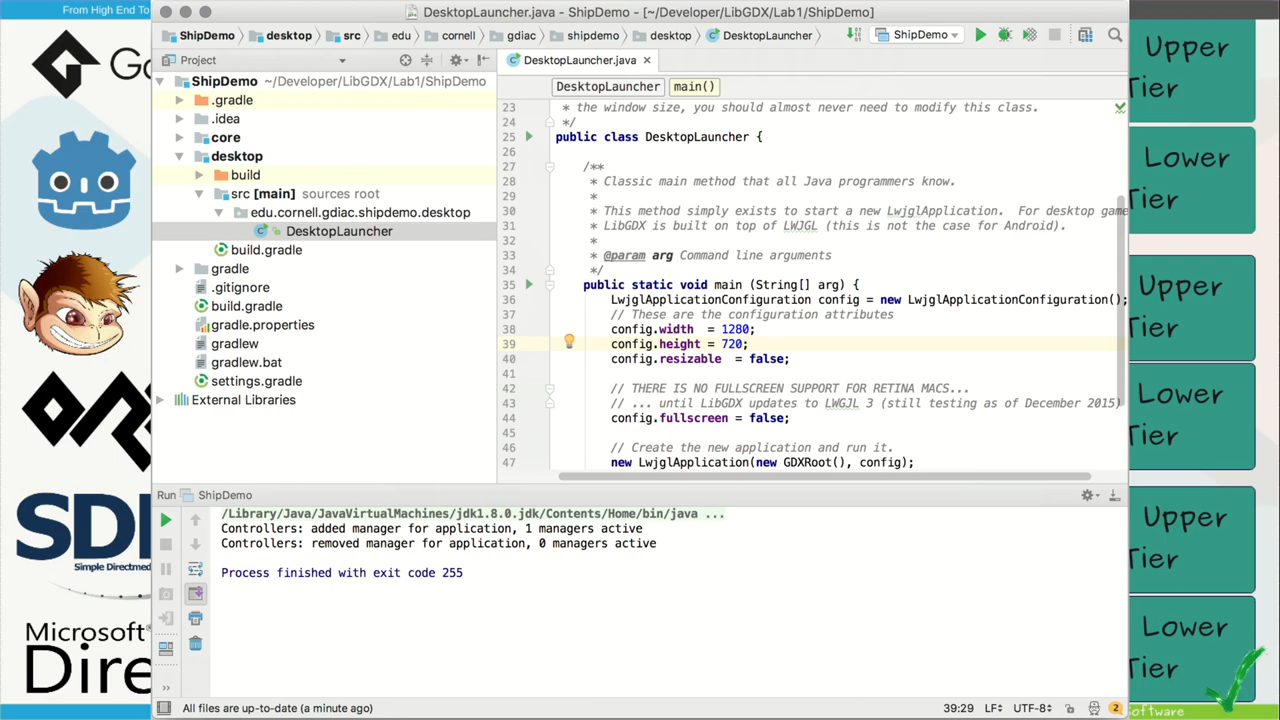 From High End To
Go
SD
Simple Directmed
Microsoft®
Dire
DesktopLauncher.java - ShipDemo - [~/Developer/LibGDX/Lab1/ShipDemo]
ShipDemo desktop src edu cornell gdiac shipdemo desktop DesktopLauncher ShipDemo
Project
ShipDemo ~/Developer/LibGDX/Lab1/ShipDemo
.gradle
.idea
core
desktop
build
src [main] sources root
edu.cornell.gdiac.shipdemo.desktop
DesktopLauncher
build.gradle
gradle
.gitignore
build.gradle
gradle.properties
gradlew
gradlew.bat
settings.gradle
External Libraries
DesktopLauncher.java
DesktopLauncher main()
23 * the window size, you should almost never need to modify this class.
24 */
25 public class DesktopLauncher {
26
27 /**
28 * Classic main method that all Java programmers know.
29 *
30 * This method simply exists to start a new LwjglApplication. For desktop game
31 * LibGDX is built on top of LWJGL (this is not the case for Android).
32 *
33 * @param arg Command line arguments
34 */
35 public static void main (String[] arg) {
36 LwjglApplicationConfiguration config = new LwjglApplicationConfiguration();
37 // These are the configuration attributes
38 config.width = 1280;
39 config.height = 720;
40 config.resizable = false;
41
42 // THERE IS NO FULLSCREEN SUPPORT FOR RETINA MACS...
43 // ... until LibGDX updates to LWGJL 3 (still testing as of December 2015)
44 config.fullscreen = false;
45
46 // Create the new application and run it.
47 new LwjglApplication(new GDXRoot(), config);
Run ShipDemo
/Library/Java/JavaVirtualMachines/jdk1.8.0.jdk/Contents/Home/bin/java ...
Controllers: added manager for application, 1 managers active
Controllers: removed manager for application, 0 managers active
Process finished with exit code 255
All files are up-to-date (a minute ago)
39:29 LF÷ UTF-8÷ 2
Upper
Tier
Lower
Tier
Upper
Tier
Lower
Tier
Upper
Tier
Lower
Tier
Software